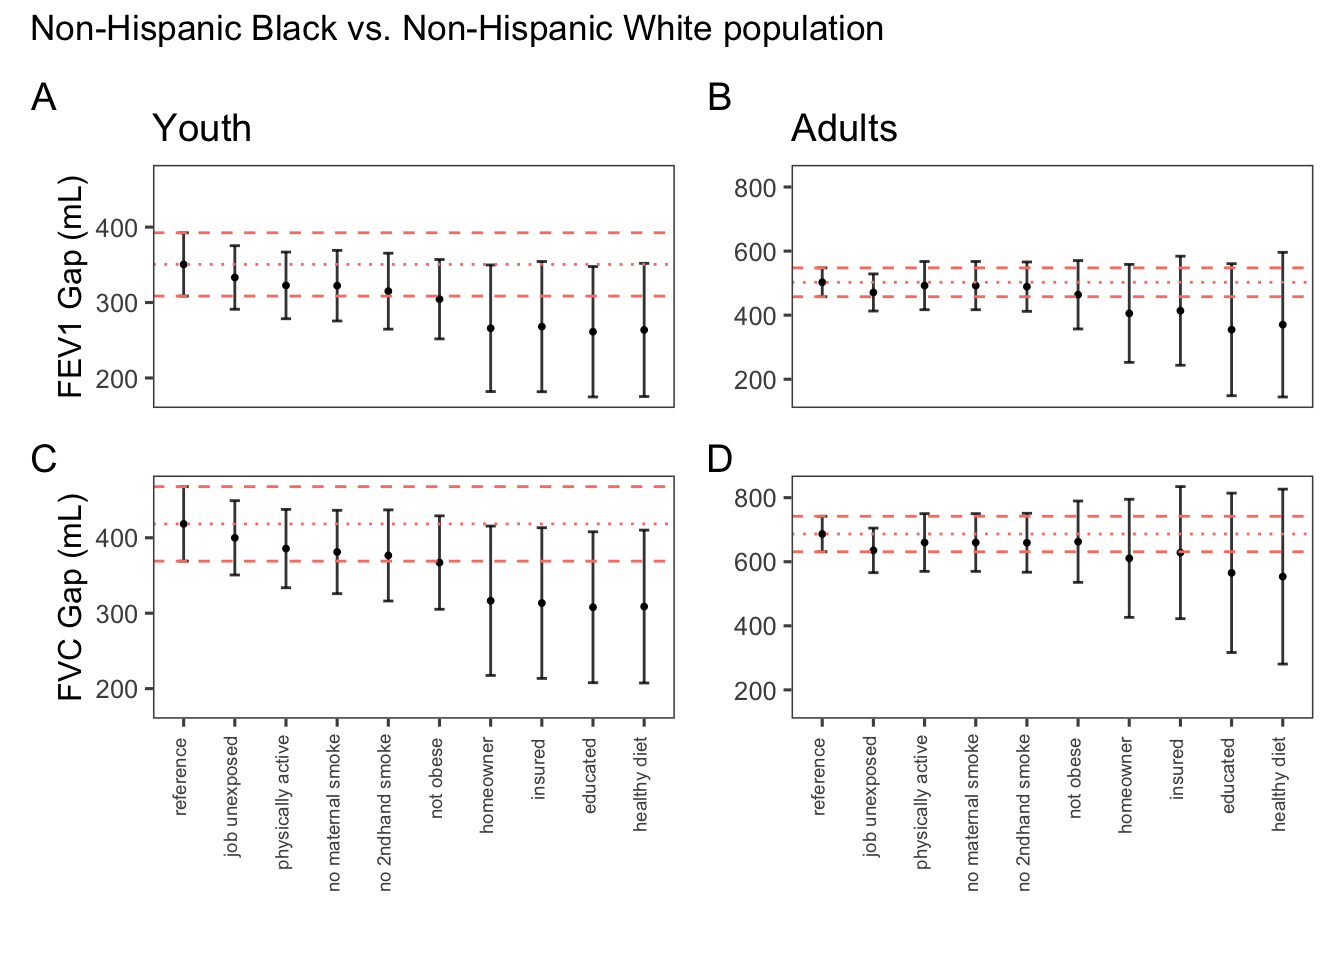 Non-Hispanic Black vs. Non-Hispanic White population
A
Youth
FEV1 Gap (mL)
400
300
200
B
Adults
800
600
400
200
C
FVC Gap (mL)
400
300
200
reference
job unexposed
physically active
no maternal smoke
no 2ndhand smoke
not obese
homeowner
insured
educated
healthy diet
D
800
600
400
200
reference
job unexposed
physically active
no maternal smoke
no 2ndhand smoke
not obese
homeowner
insured
educated
healthy diet